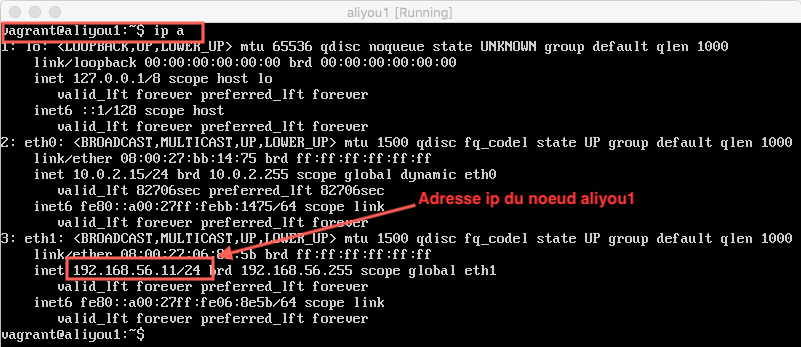 aliyou1 [Running]
vagrant@aliyou1:~$ ip a
1: lo: <LOOPBACK,UP,LOWER_UP> mtu 65536 qdisc noqueue state UNKNOWN group default qlen 1000
link/loopback 00:00:00:00:00:00 brd 00:00:00:00:00:00
inet 127.0.0.1/8 scope host lo
valid_lft forever preferred_lft forever
inet6 ::1/128 scope host
valid_lft forever preferred_lft forever
2: eth0: <BROADCAST,MULTICAST,UP,LOWER_UP> mtu 1500 qdisc fq_codel state UP group default qlen 1000
link/ether 08:00:27:bb:14:75 brd ff:ff:ff:ff:ff:ff
inet 10.0.2.15/24 brd 10.0.2.255 scope global dynamic eth0
valid_lft 82706sec preferred_lft 82706sec
inet6 fe80::a00:27ff:febb:1475/64 scope link
Adresse ip du noeud aliyou1
valid_lft forever preferred_lft forever
3: eth1: <BROADCAST,MULTICAST,UP,LOWER_UP> mtu 1500 qdisc fq_codel state UP group default qlen 1000
link/ether brd ff:ff:ff:ff:ff:ff
inet 192.168.56.11/24 brd 192.168.56.255 scope global eth1
valid_lft forever preferred_lft forever
inet6 fe80::a00:27ff:fe06:8e5b/64 scope link
valid_lft forever preferred_lft forever
vagrant@aliyou1:~$